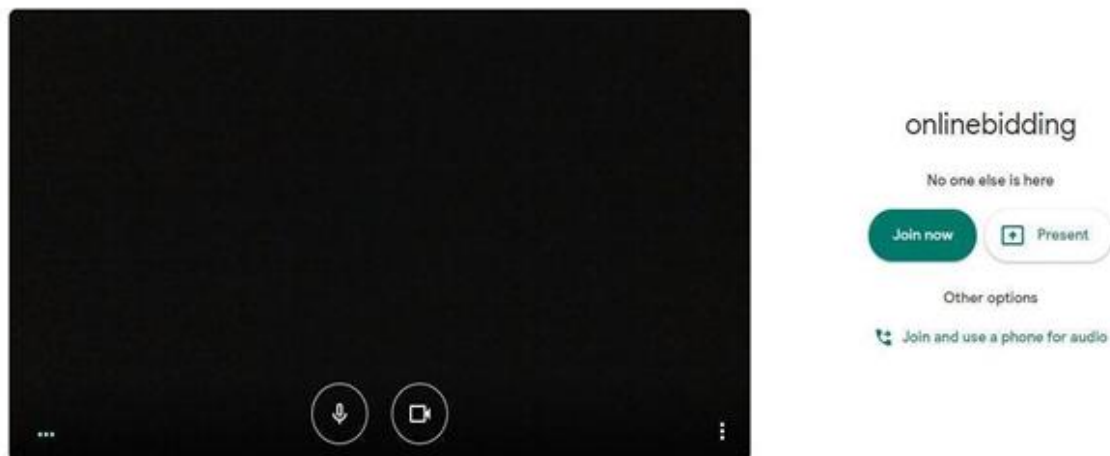 onlinebidding
No one else is here
Join now
Present
Other options
Join and use a phone for audio